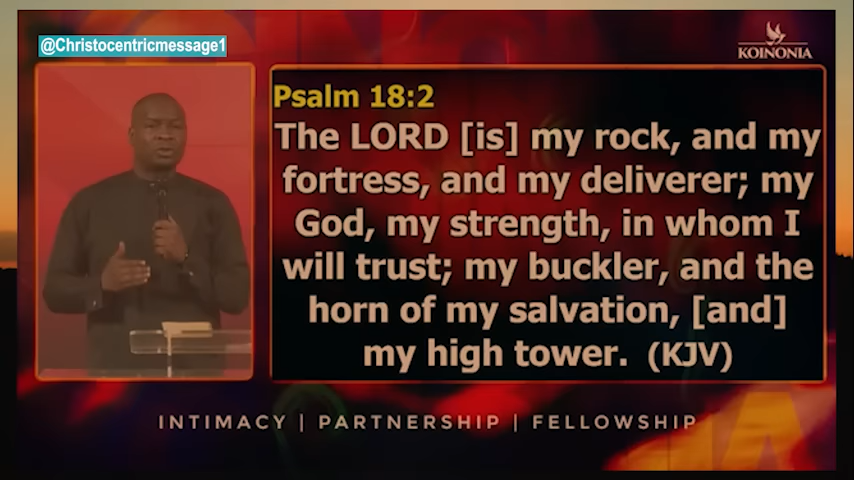 @Christocentricmessage1
KOINONIA
Psalm 18:2
The LORD [is] my rock, and my
fortress, and my deliverer; my
God, my strength, in whom I
will trust; my buckler, and the
horn of my salvation, [and]
my high tower. (KJV)
INTIMACY | PARTNERSHIP | FELLOWSHIP